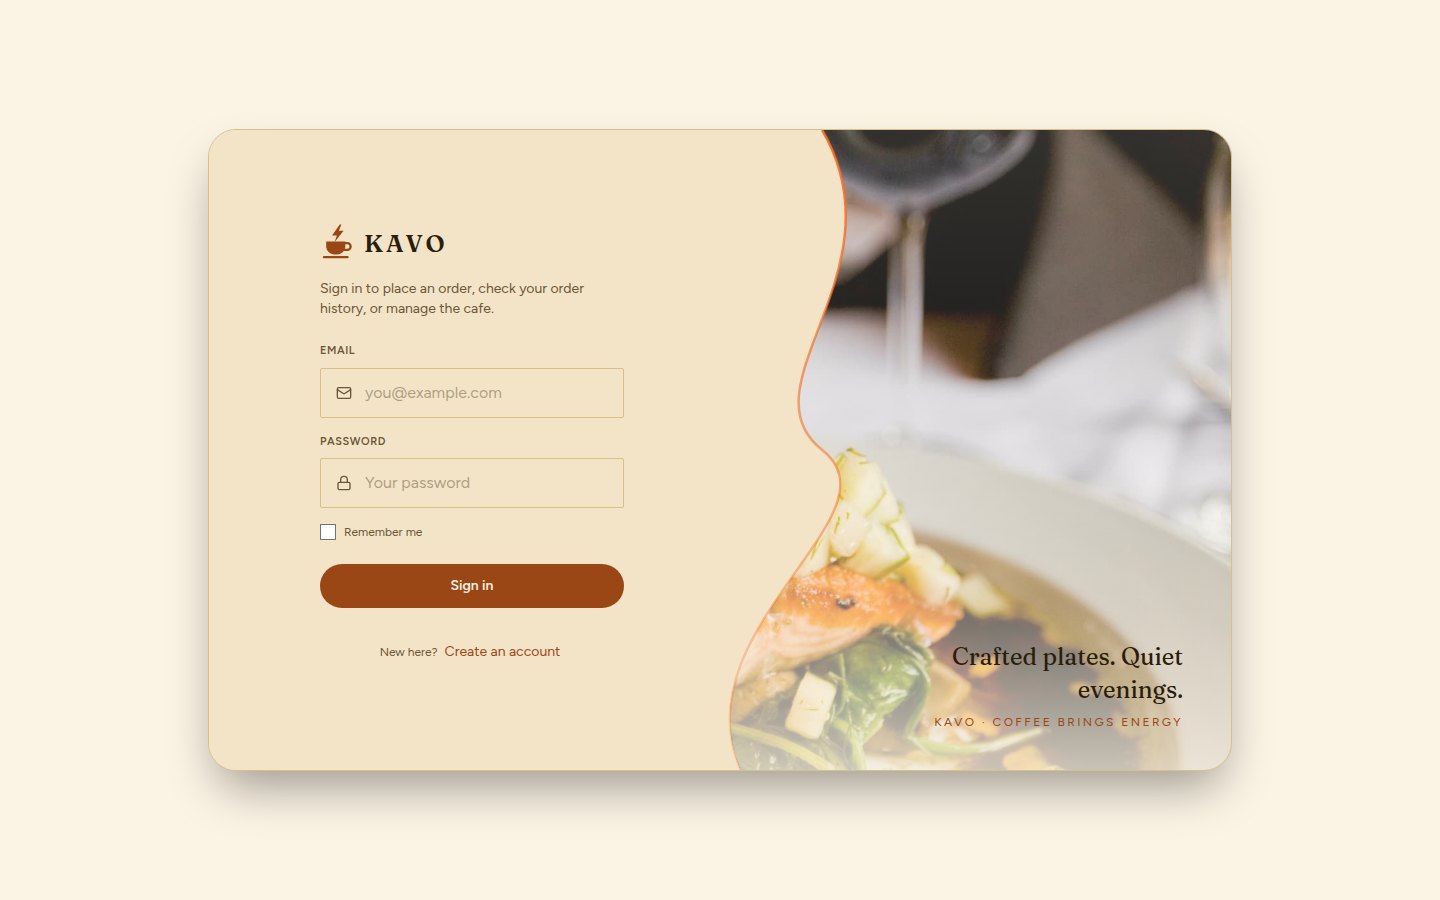 KAVO
Sign in to place an order, check your order
history, or manage the cafe.
EMAIL
you@example.com
PASSWORD
Your password
Remember me
Sign in
New here? Create an account
Crafted plates. Quiet
evenings.
KAVO · COFFEE BRINGS ENERGY